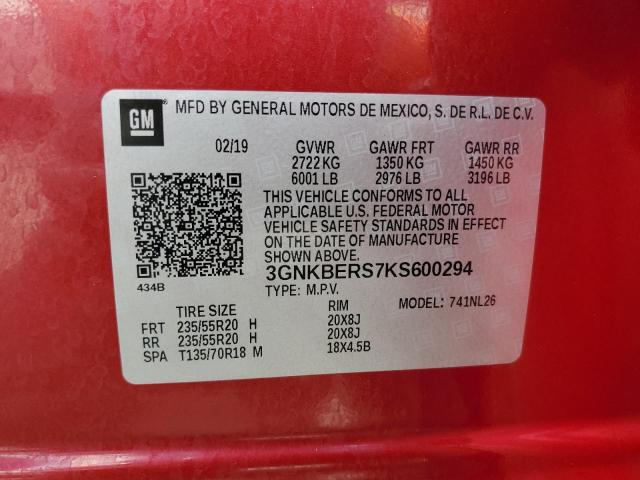 GM ® MFD BY GENERAL MOTORS DE MEXICO, S. DE R.L. DE C.V.
02/19 GVWR GAWR FRT GAWR RR
2722 KG 1350 KG 1450 KG
6001 LB 2976 LB 3196 LB
THIS VEHICLE CONFORMS TO ALL
APPLICABLE U.S. FEDERAL MOTOR
VEHICLE SAFETY STANDARDS IN EFFECT
ON THE DATE OF MANUFACTURE
SHOWN ABOVE.
3GNKBERS7KS600294
434B TYPE: M.P.V. MODEL: 741NL26
TIRE SIZE RIM
FRT 235/55R20 H 20X8J
RR 235/55R20 H 20X8J
SPA T135/70R18 M 18X4.5B